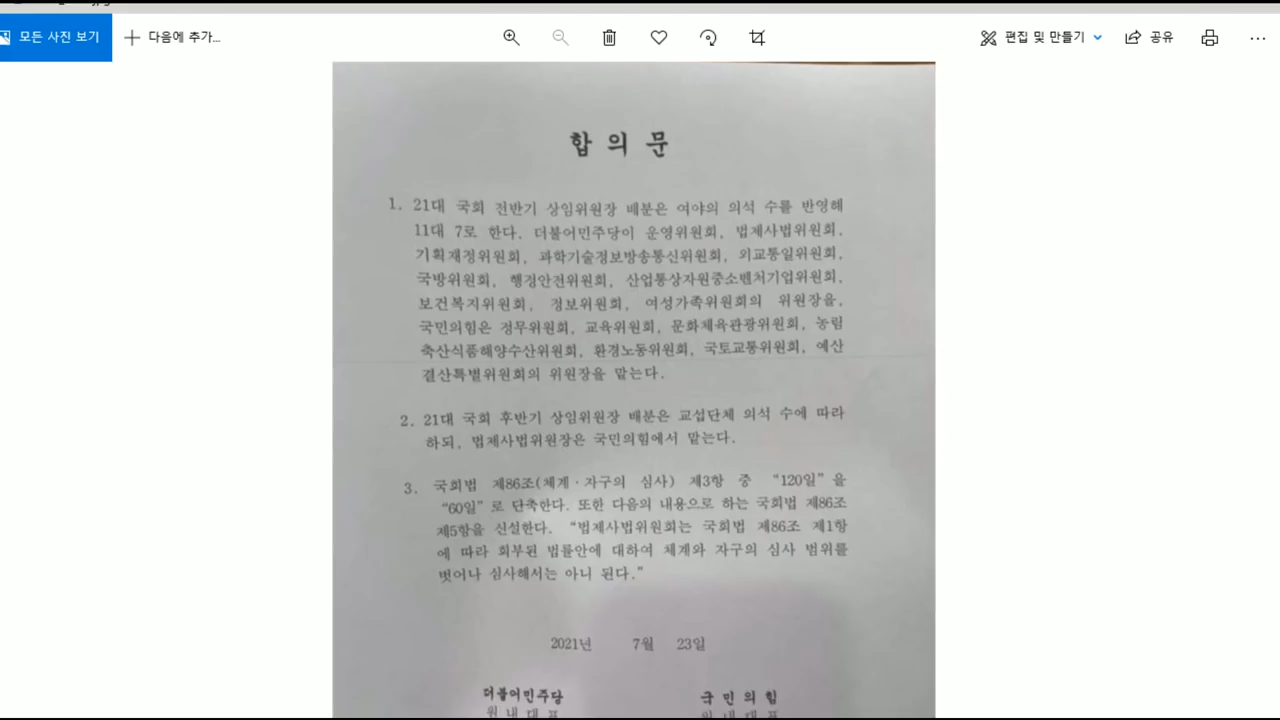 모든 사진 보기
다음에 추가...
편집 및 만들기
공유
합 의 문
1. 21대 국회 전반기 상임위원장 배분은 여야의 의석 수를 반영해
11대 7로 한다. 더불어민주당이 운영위원회, 법제사법위원회,
기획재정위원회, 과학기술정보방송통신위원회, 외교통일위원회,
국방위원회, 행정안전위원회, 산업통상자원중소벤처기업위원회,
보건복지위원회, 정보위원회, 여성가족위원회의 위원장을,
국민의힘은 정무위원회, 교육위원회, 문화체육관광위원회, 농림
축산식품해양수산위원회, 환경노동위원회, 국토교통위원회, 예산
결산특별위원회의 위원장을 맡는다.
2. 21대 국회 후반기 상임위원장 배분은 교섭단체 의석 수에 따라
하되, 법제사법위원장은 국민의힘에서 맡는다.
3. 국회법 제86조(체계·자구의 심사) 제3항 중 “120일”을
“60일”로 단축한다. 또한 다음의 내용으로 하는 국회법 제86조
제5항을 신설한다. “법제사법위원회는 국회법 제86조 제1항
에 따라 회부된 법률안에 대하여 체계와 자구의 심사 범위를
벗어나 심사해서는 아니 된다.”
2021년 7월 23일
더불어민주당 국 민 의 힘
원 내 대 표 원 내 대 표